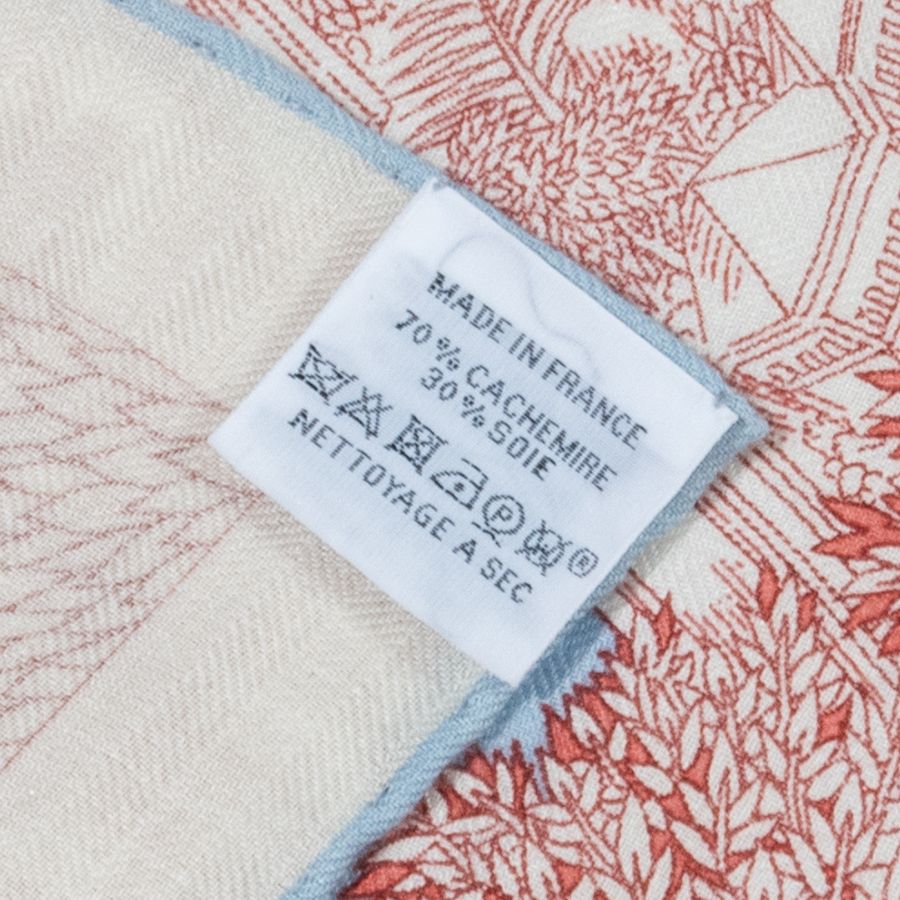 MADE IN FRANCE
70% CACHEMIRE
30% SOIE
P W ®
NETTOYAGE A SEC